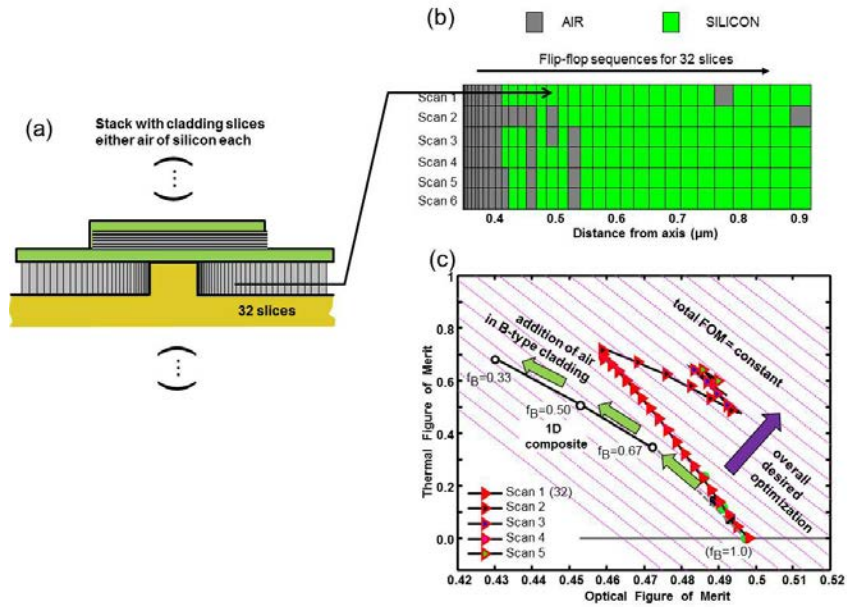 (b)
AIR
SILICON
Flip-flop sequences for 32 slices
Scan 1
Scan 2
Scan 3
Scan 4
Scan 5
Scan 6
0.4 0.5 0.6 0.7 0.8 0.9
Distance from axis (µm)
(a)
Stack with cladding slices
either air of silicon each
32 slices
(c)
Thermal Figure of Merit
1.0
0.8
0.6
0.4
0.2
0.0
addition of air
in B-type cladding
total FOM = constant
fB=0.33
fB=0.50
1D
composite
fB=0.67
overall
desired
optimization
Scan 1 (32)
Scan 2
Scan 3
Scan 4
Scan 5
(fB=1.0)
0.42 0.43 0.44 0.45 0.46 0.47 0.48 0.49 0.5 0.51 0.52
Optical Figure of Merit